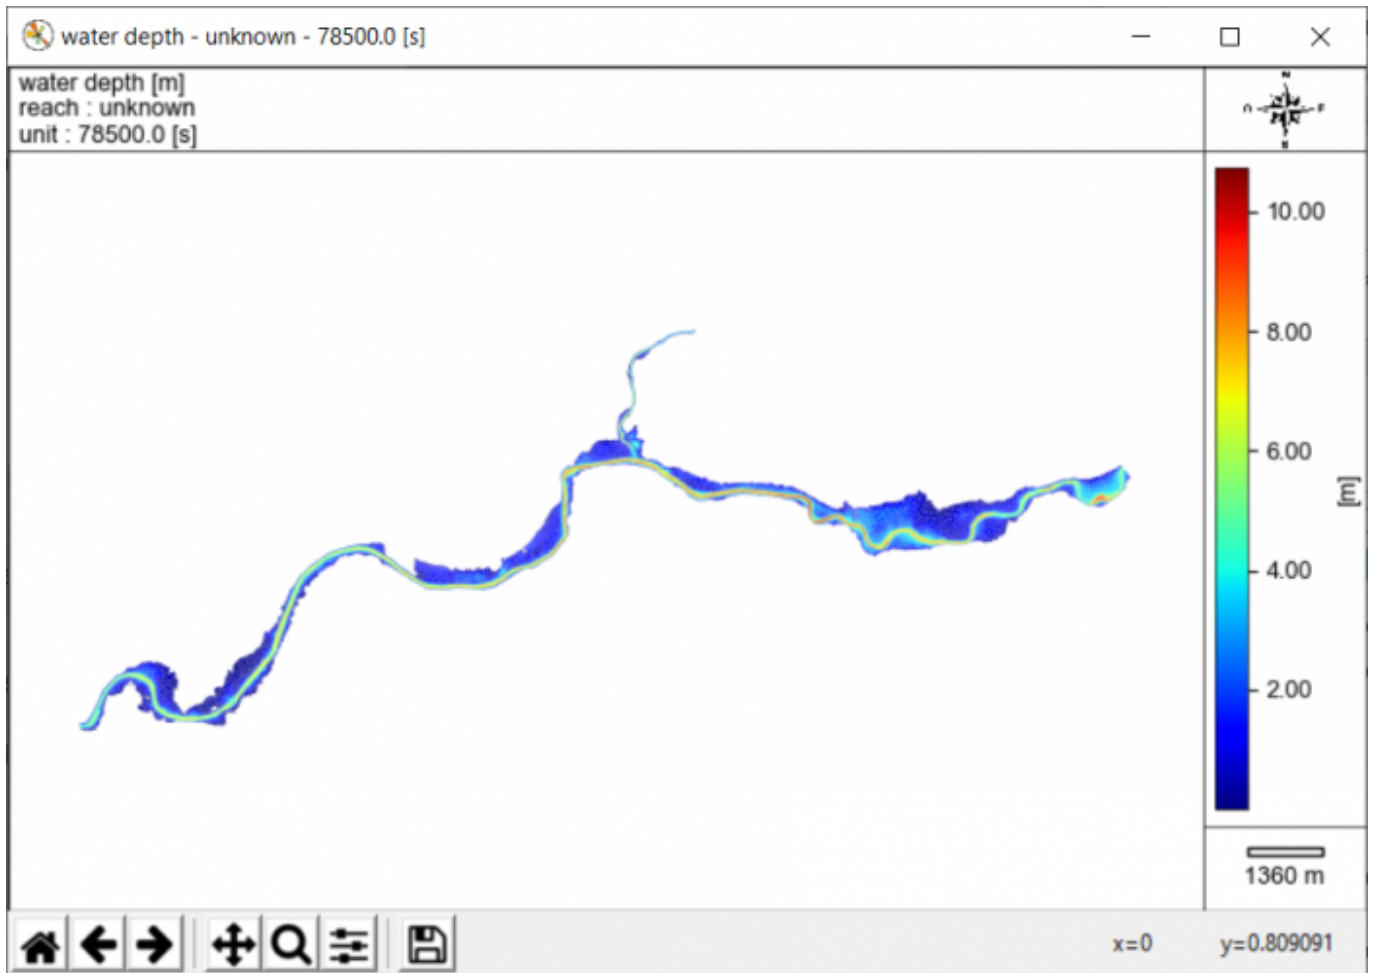 water depth - unknown - 78500.0 [s]
water depth [m]
reach : unknown
unit : 78500.0 [s]
N
O E
10.00
8.00
6.00
[m]
4.00
2.00
1360 m
x=0 y=0.809091